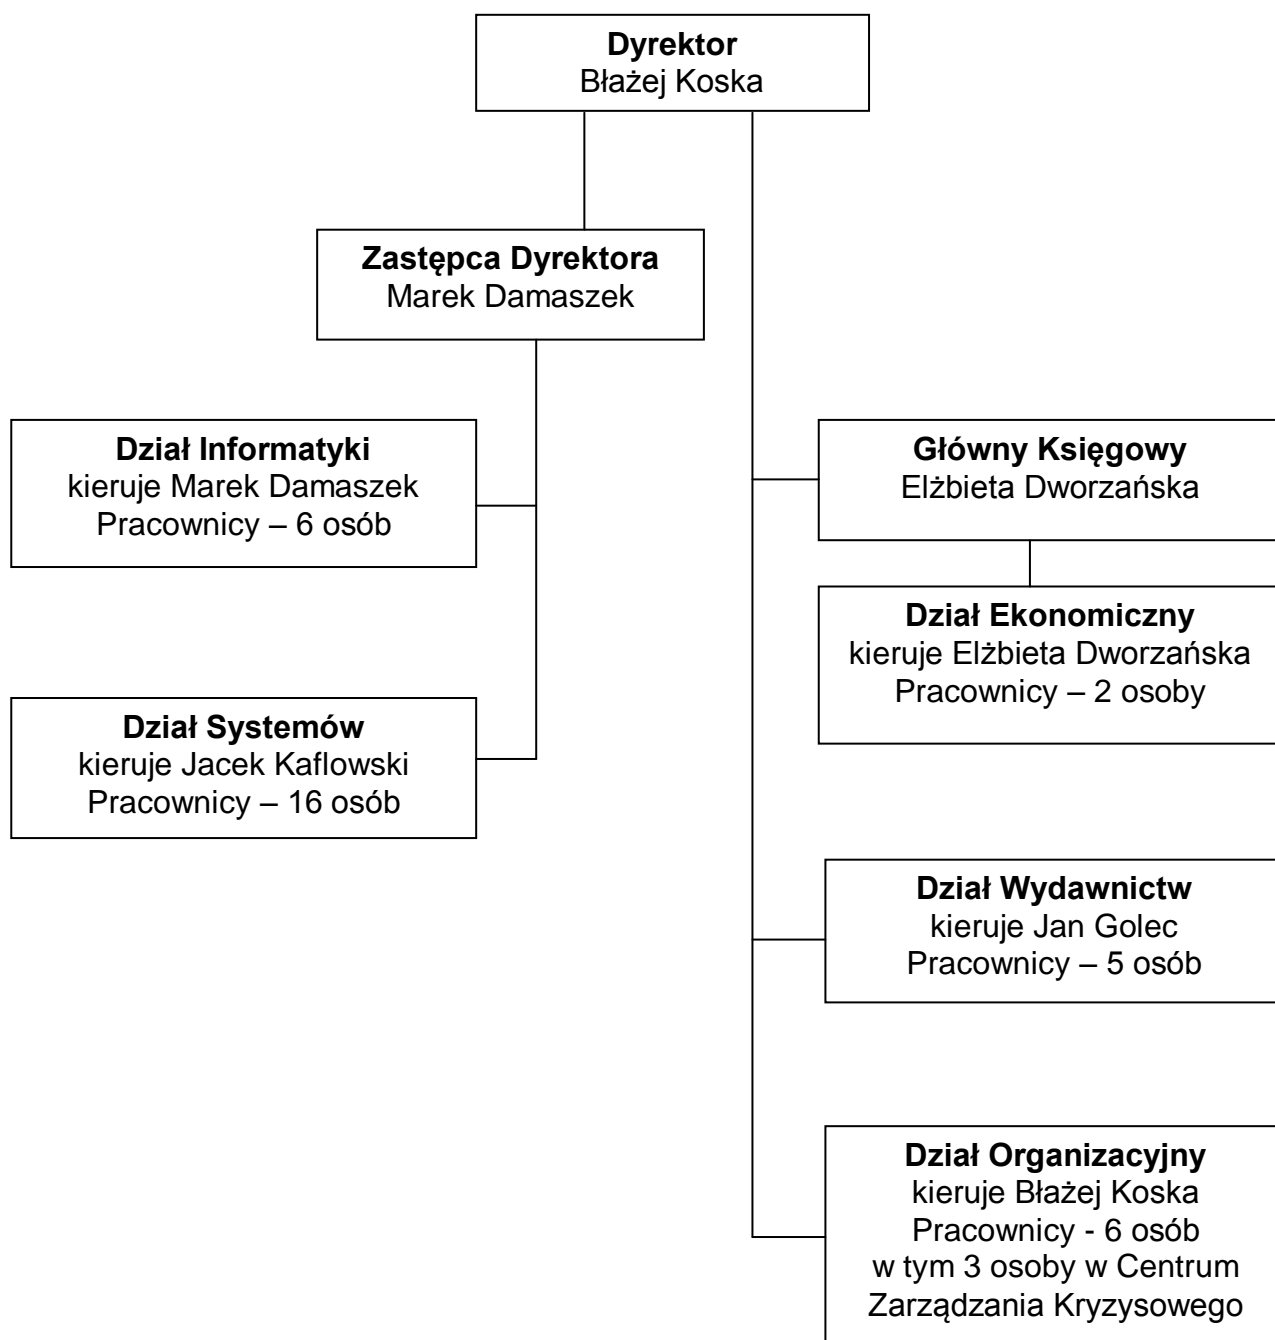 Dyrektor
Błażej Koska
Zastępca Dyrektora
Marek Damaszek
Dział Informatyki
kieruje Marek Damaszek
Pracownicy – 6 osób
Dział Systemów
kieruje Jacek Kaflowski
Pracownicy – 16 osób
Główny Księgowy
Elżbieta Dworzańska
Dział Ekonomiczny
kieruje Elżbieta Dworzańska
Pracownicy – 2 osoby
Dział Wydawnictw
kieruje Jan Golec
Pracownicy – 5 osób
Dział Organizacyjny
kieruje Błażej Koska
Pracownicy - 6 osób
w tym 3 osoby w Centrum
Zarządzania Kryzysowego